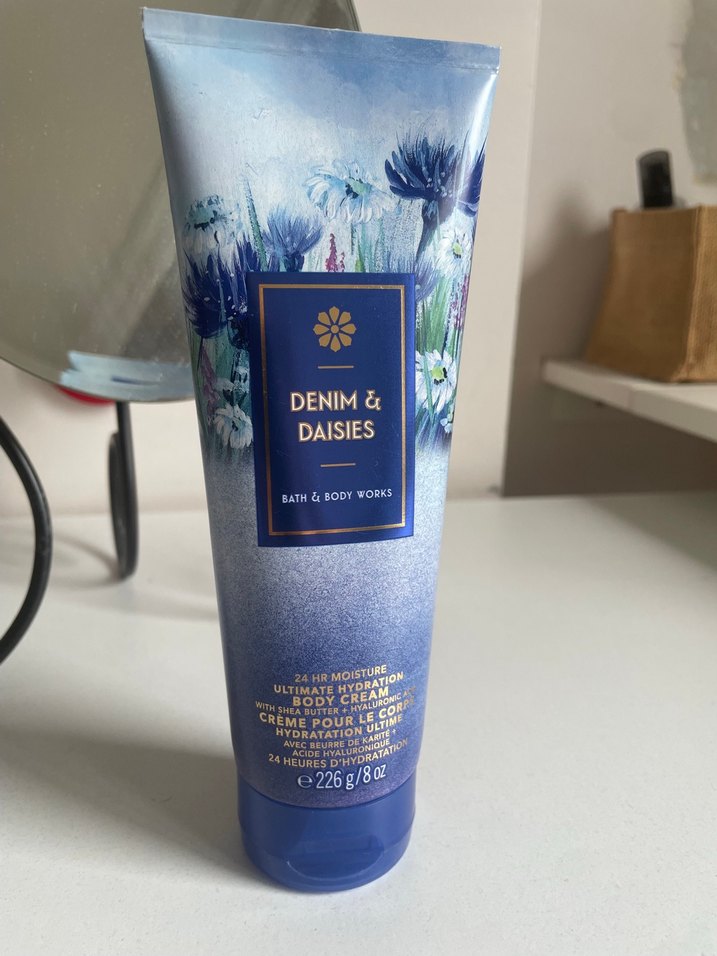 DENIM &
DAISIES
BATH & BODY WORKS
24 HR MOISTURE
ULTIMATE HYDRATION
BODY CREAM
WITH SHEA BUTTER + HYALURONIC
CRÈME POUR LE CORPS
HYDRATATION ULTIME
AVEC BEURRE DE KARITÉ +
ACIDE HYALURONIQUE
24 HEURES D'HYDRATATION
℮ 226 g/8 oz